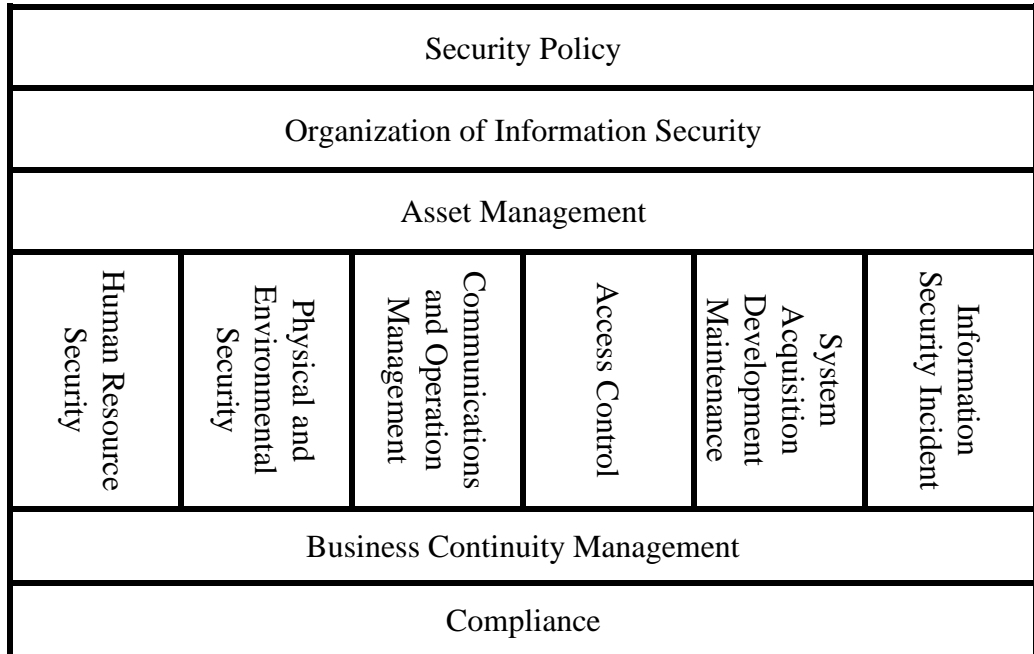 Security Policy
Organization of Information Security
Asset Management
Human Resource
Security
Physical and
Environmental
Security
Communications
and Operation
Management
Access Control
System
Acquisition
Development
Maintenance
Information
Security Incident
Business Continuity Management
Compliance